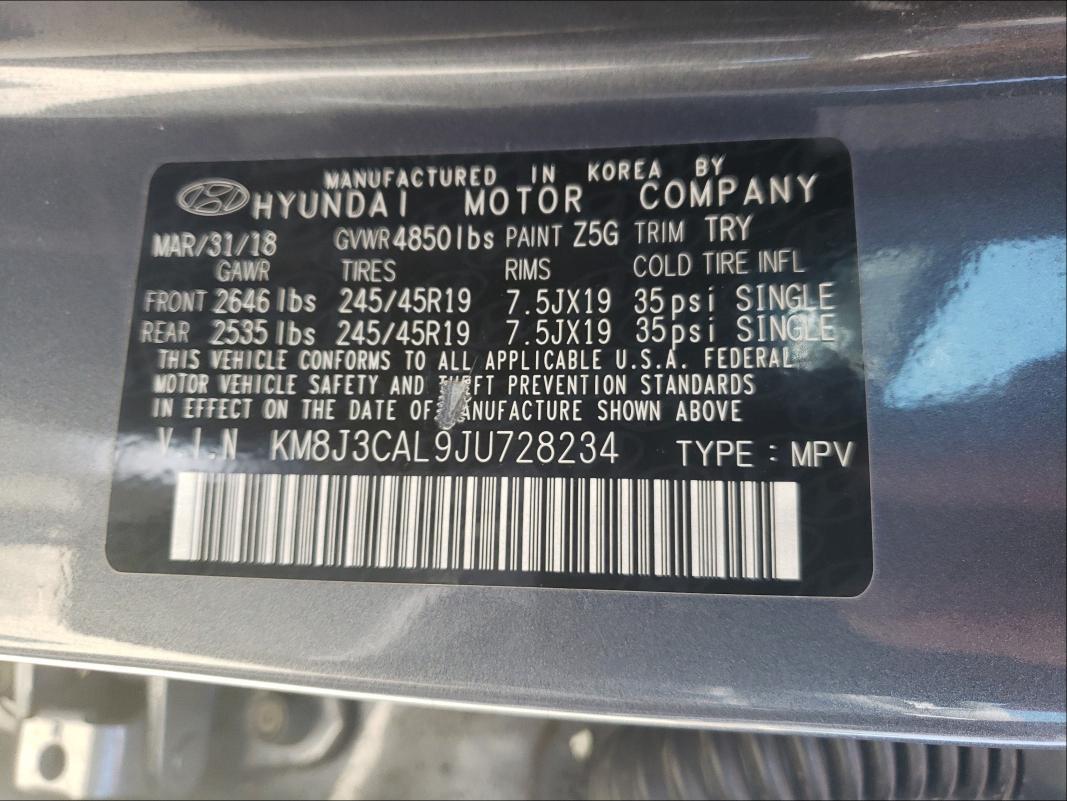 MANUFACTURED IN KOREA BY
HYUNDAI MOTOR COMPANY
MAR/31/18 GVWR 4850lbs PAINT Z5G TRIM TRY
GAWR TIRES RIMS COLD TIRE INFL
FRONT 2646 lbs 245/45R19 7.5JX19 35psi SINGLE
REAR 2535 lbs 245/45R19 7.5JX19 35psi SINGLE
THIS VEHICLE CONFORMS TO ALL APPLICABLE U.S.A. FEDERAL
MOTOR VEHICLE SAFETY AND THEFT PREVENTION STANDARDS
IN EFFECT ON THE DATE OF MANUFACTURE SHOWN ABOVE
V.I.N KM8J3CAL9JU728234 TYPE : MPV